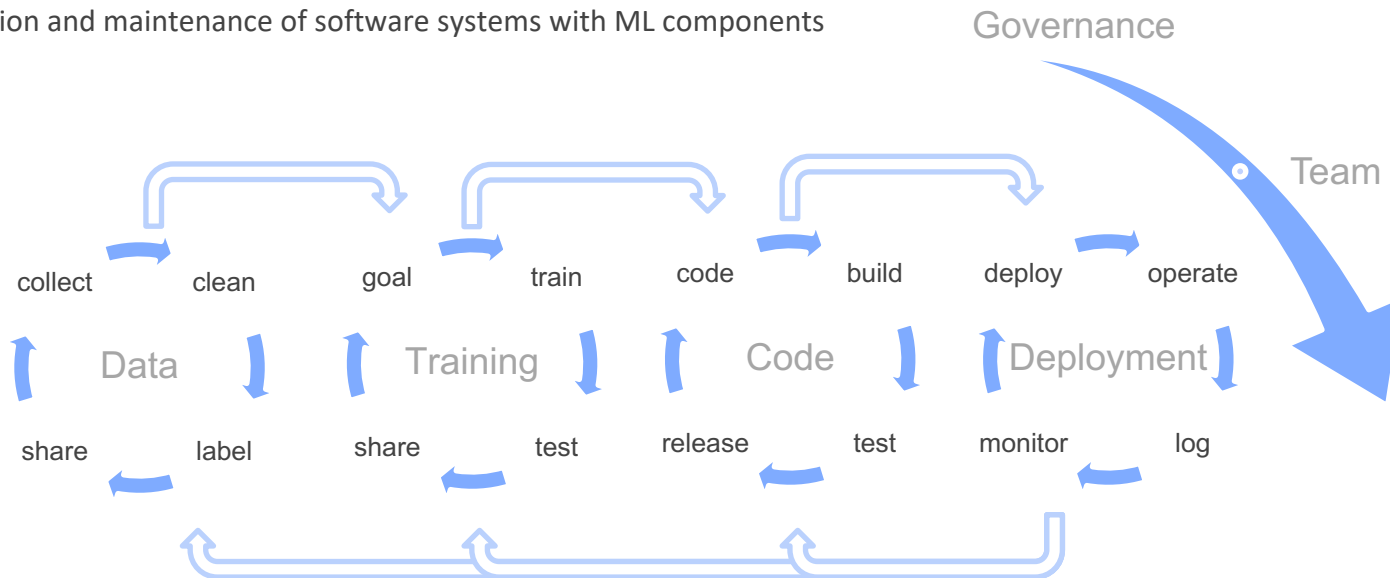 ion and maintenance of software systems with ML components
Governance
Team
collect clean goal train code build deploy operate
Data Training Code Deployment
share label share test release test monitor log